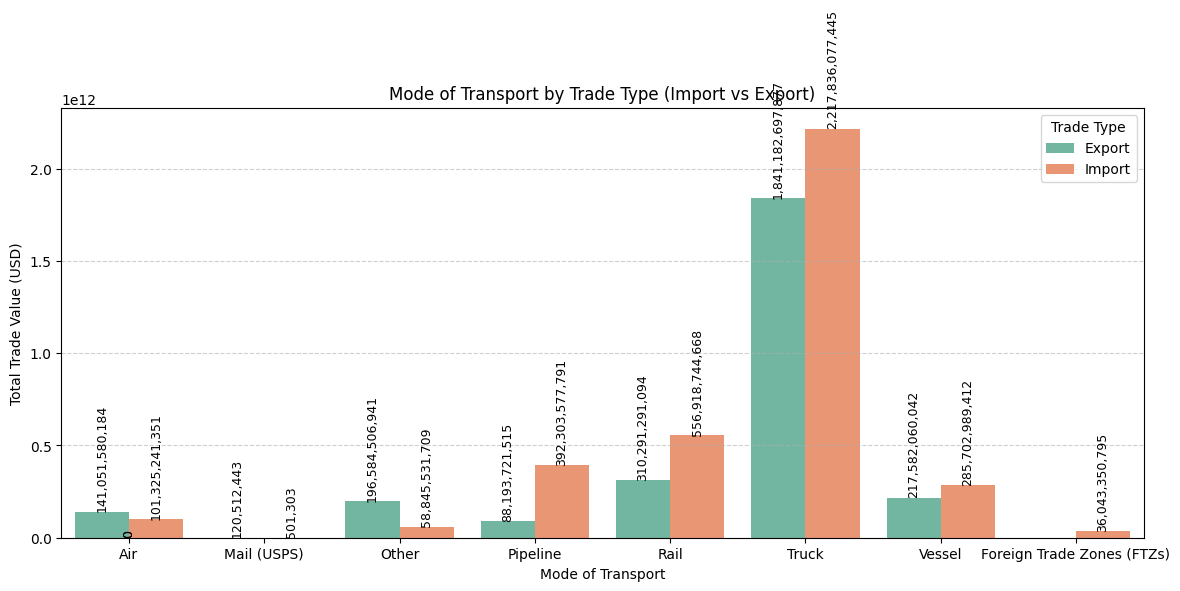 Mode of Transport by Trade Type (Import vs Export)
1e12
Total Trade Value (USD)
2.0
1.5
1.0
0.5
0.0
141,051,580,184
0
101,325,241,351
120,512,443
501,303
196,584,506,941
58,845,531,709
88,193,721,515
392,303,577,791
310,291,291,094
556,918,744,668
2,217,836,077,445
217,582,060,042
285,702,989,412
36,043,350,795
Trade Type
Export
Import
Air
Mail (USPS)
Other
Pipeline
Rail
Truck
Vessel
Foreign Trade Zones (FTZs)
Mode of Transport